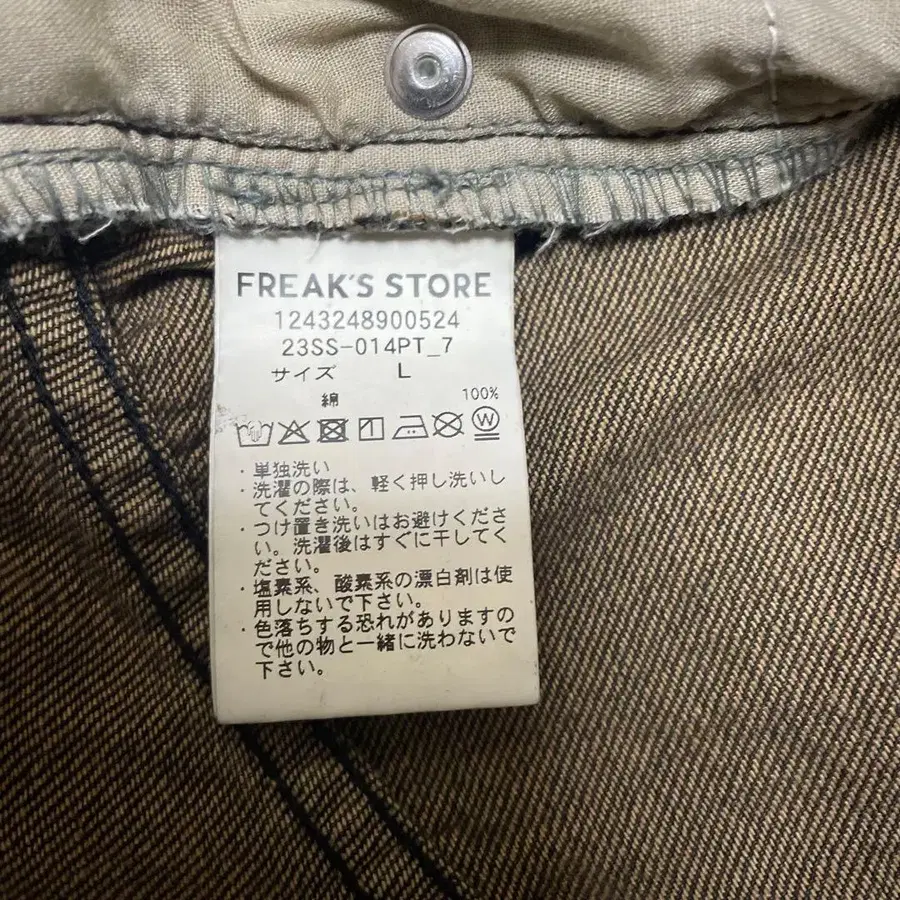 FREAK'S STORE
1243248900524
23SS-014PT_7
サイズ L
綿 100%
W
・単独洗い
・洗濯の際は、軽く押し洗いし
てください。
・つけ置き洗いはお避けくださ
い。洗濯後はすぐに干してく
ださい。
・塩素系、酸素系の漂白剤は使
用しないで下さい。
・色落ちする恐れがありますの
で他の物と一緒に洗わないで
下さい。